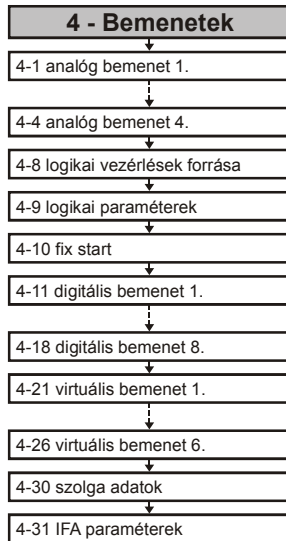 4 - Bemenetek
4-1 analóg bemenet 1.
4-4 analóg bemenet 4.
4-8 logikai vezérlések forrása
4-9 logikai paraméterek
4-10 fix start
4-11 digitális bemenet 1.
4-18 digitális bemenet 8.
4-21 virtuális bemenet 1.
4-26 virtuális bemenet 6.
4-30 szolga adatok
4-31 IFA paraméterek